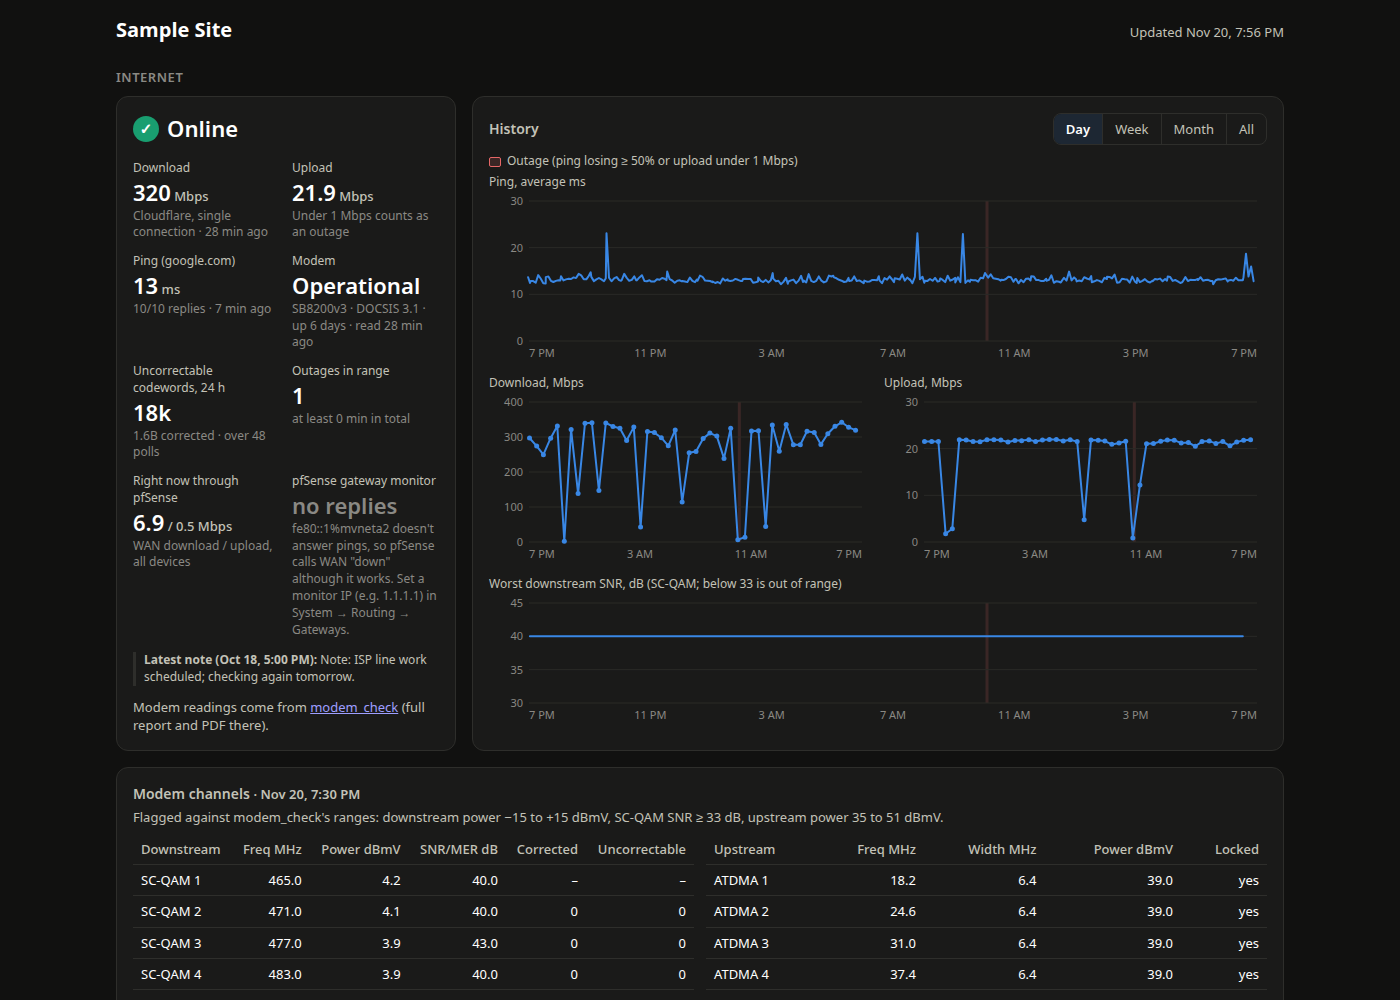 Sample Site
Updated Nov 20, 7:56 PM
INTERNET
Online
Download
320 Mbps
Cloudflare, single
connection · 28 min ago
Upload
21.9 Mbps
Under 1 Mbps counts as
an outage
Ping (google.com)
13 ms
10/10 replies · 7 min ago
Modem
Operational
SB8200v3 · DOCSIS 3.1 ·
up 6 days · read 28 min
ago
Uncorrectable
codewords, 24 h
18k
1.6B corrected · over 48
polls
Outages in range
1
at least 0 min in total
Right now through
pfSense
6.9 / 0.5 Mbps
WAN download / upload,
all devices
pfSense gateway monitor
no replies
fe80::1%mvneta2 doesn't
answer pings, so pfSense
calls WAN "down"
although it works. Set a
monitor IP (e.g. 1.1.1.1) in
System → Routing →
Gateways.
Latest note (Oct 18, 5:00 PM): Note: ISP line work
scheduled; checking again tomorrow.
Modem readings come from modem_check (full
report and PDF there).
History
Day Week Month All
Outage (ping losing ≥ 50% or upload under 1 Mbps)
Ping, average ms
30
20
10
0
7 PM 11 PM 3 AM 7 AM 11 AM 3 PM 7 PM
Download, Mbps
400
300
200
100
0
7 PM 3 AM 11 AM 7 PM
Upload, Mbps
30
20
10
0
7 PM 3 AM 11 AM 7 PM
Worst downstream SNR, dB (SC-QAM; below 33 is out of range)
45
40
35
30
7 PM 11 PM 3 AM 7 AM 11 AM 3 PM 7 PM
Modem channels · Nov 20, 7:30 PM
Flagged against modem_check's ranges: downstream power −15 to +15 dBmV, SC-QAM SNR ≥ 33 dB, upstream power 35 to 51 dBmV.
Downstream Freq MHz Power dBmV SNR/MER dB Corrected Uncorrectable
SC-QAM 1 465.0 4.2 40.0 – –
SC-QAM 2 471.0 4.1 40.0 0 0
SC-QAM 3 477.0 3.9 43.0 0 0
SC-QAM 4 483.0 3.9 40.0 0 0
Upstream Freq MHz Width MHz Power dBmV Locked
ATDMA 1 18.2 6.4 39.0 yes
ATDMA 2 24.6 6.4 39.0 yes
ATDMA 3 31.0 6.4 39.0 yes
ATDMA 4 37.4 6.4 39.0 yes